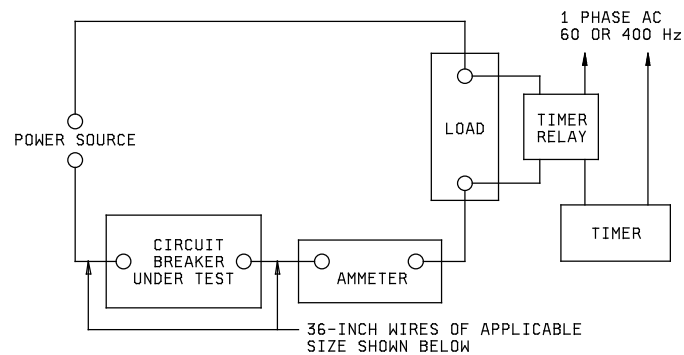 1 PHASE AC
60 OR 400 Hz
POWER SOURCE
LOAD
TIMER
RELAY
TIMER
CIRCUIT
BREAKER
UNDER TEST
AMMETER
36-INCH WIRES OF APPLICABLE
SIZE SHOWN BELOW